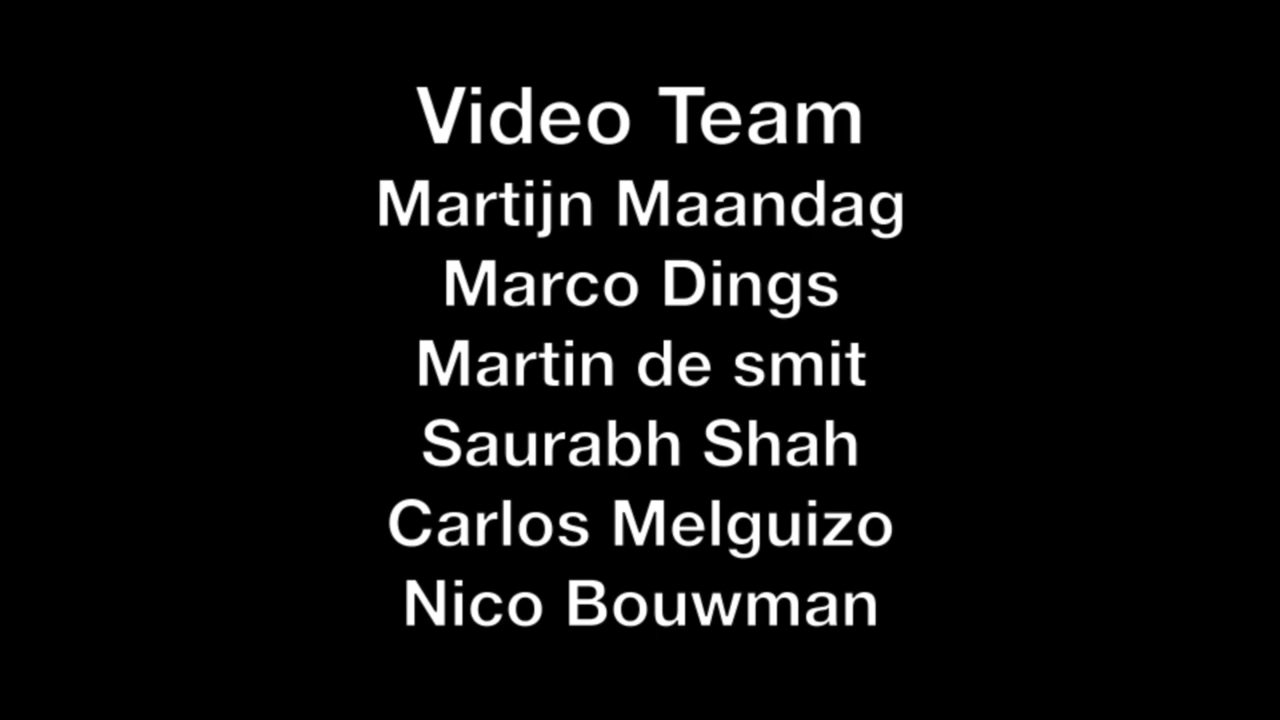 Video Team
Martijn Maandag
Marco Dings
Martin de smit
Saurabh Shah
Carlos Melguizo
Nico Bouwman